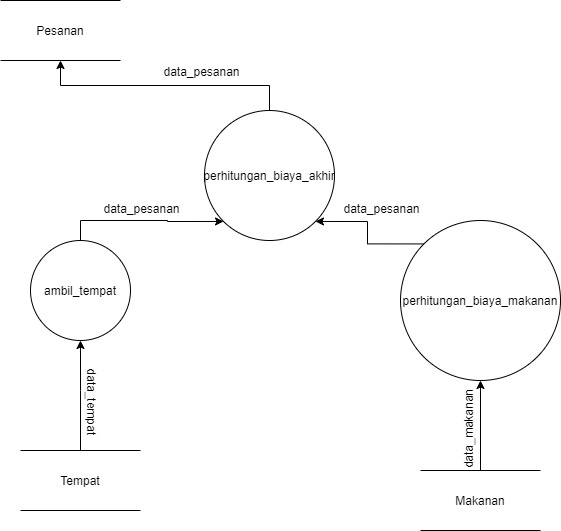 Pesanan
data_pesanan
perhitungan_biaya_akhir
data_pesanan
data_pesanan
ambil_tempat
perhitungan_biaya_makanan
data_tempat
data_makanan
Tempat
Makanan